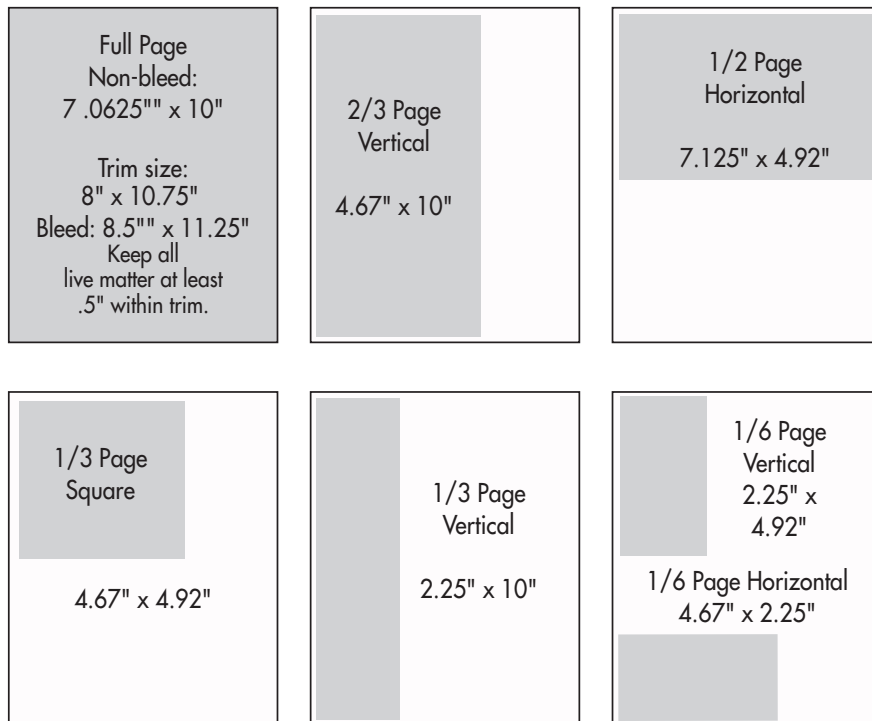 Full Page
Non-bleed:
7 .0625"" x 10"
Trim size:
8" x 10.75"
Bleed: 8.5"" x 11.25"
Keep all
live matter at least
.5" within trim.
2/3 Page
Vertical
4.67" x 10"
1/2 Page
Horizontal
7.125" x 4.92"
1/3 Page
Square
4.67" x 4.92"
1/3 Page
Vertical
2.25" x 10"
1/6 Page
Vertical
2.25" x
4.92"
1/6 Page Horizontal
4.67" x 2.25"